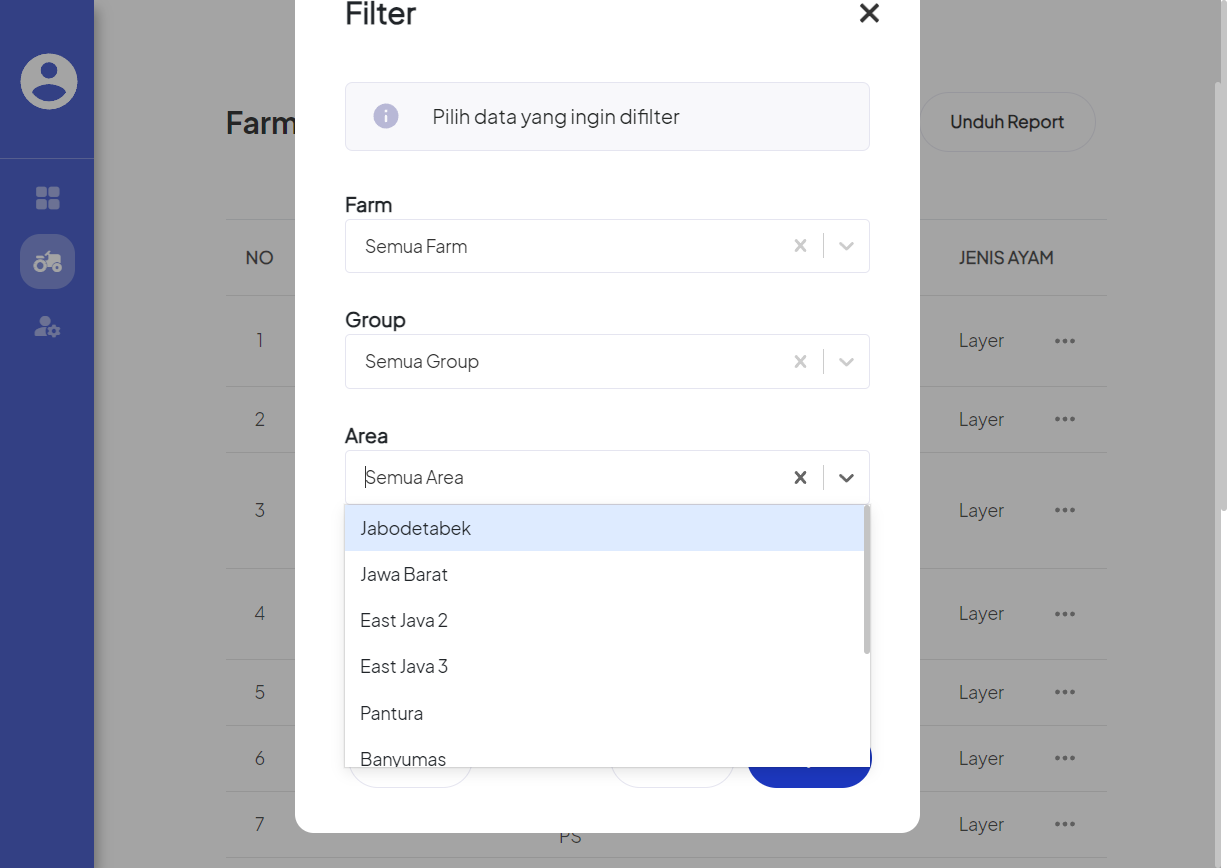 Filter
Pilih data yang ingin difilter
Farm
Unduh Report
Farm
Semua Farm
NO
JENIS AYAM
Group
Semua Group
1
Layer
2
Layer
Area
Semua Area
3
Layer
Jabodetabek
Jawa Barat
East Java 2
4
Layer
East Java 3
5
Layer
Pantura
Banyumas
6
Layer
7
PS
Layer